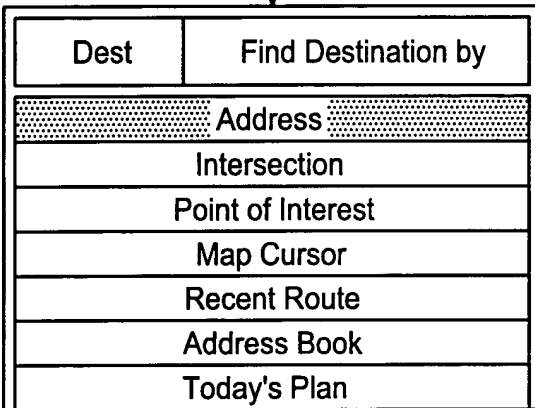 Dest Find Destination by
Address
Intersection
Point of Interest
Map Cursor
Recent Route
Address Book
Today's Plan